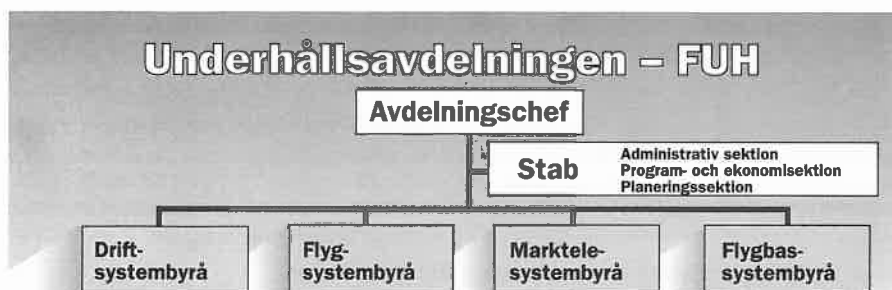 Underhållsavdelningen – FUH
Avdelningschef
Stab
Administrativ sektion
Program- och ekonomisektion
Planeringssektion
Drift-
systembyrå
Flyg-
systembyrå
Marktele-
systembyrå
Flygbas-
systembyrå